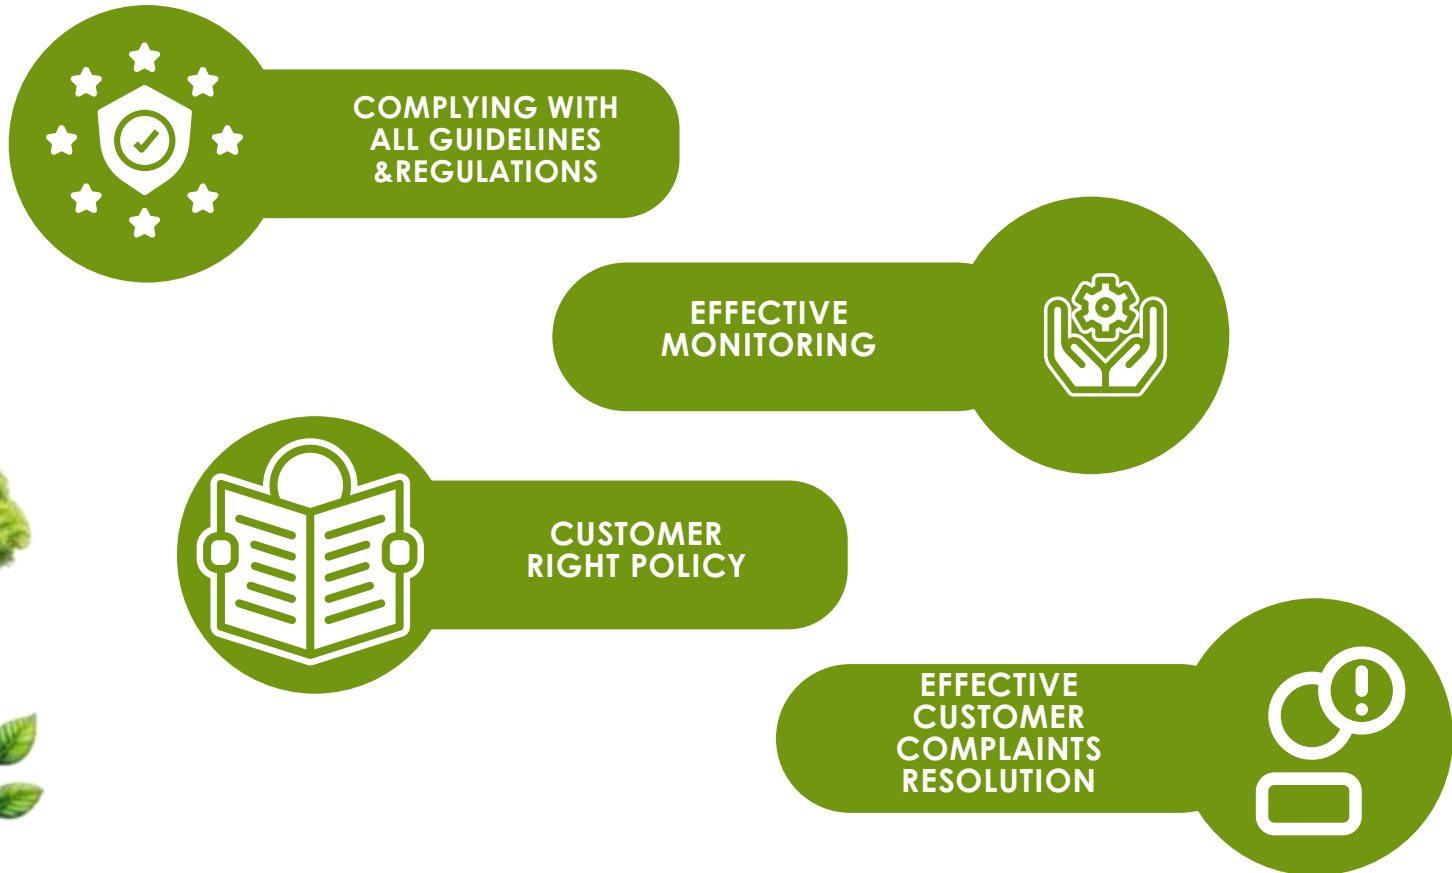 COMPLYING WITH
ALL GUIDELINES
&REGULATIONS
EFFECTIVE
MONITORING
CUSTOMER
RIGHT POLICY
EFFECTIVE
CUSTOMER
COMPLAINTS
RESOLUTION